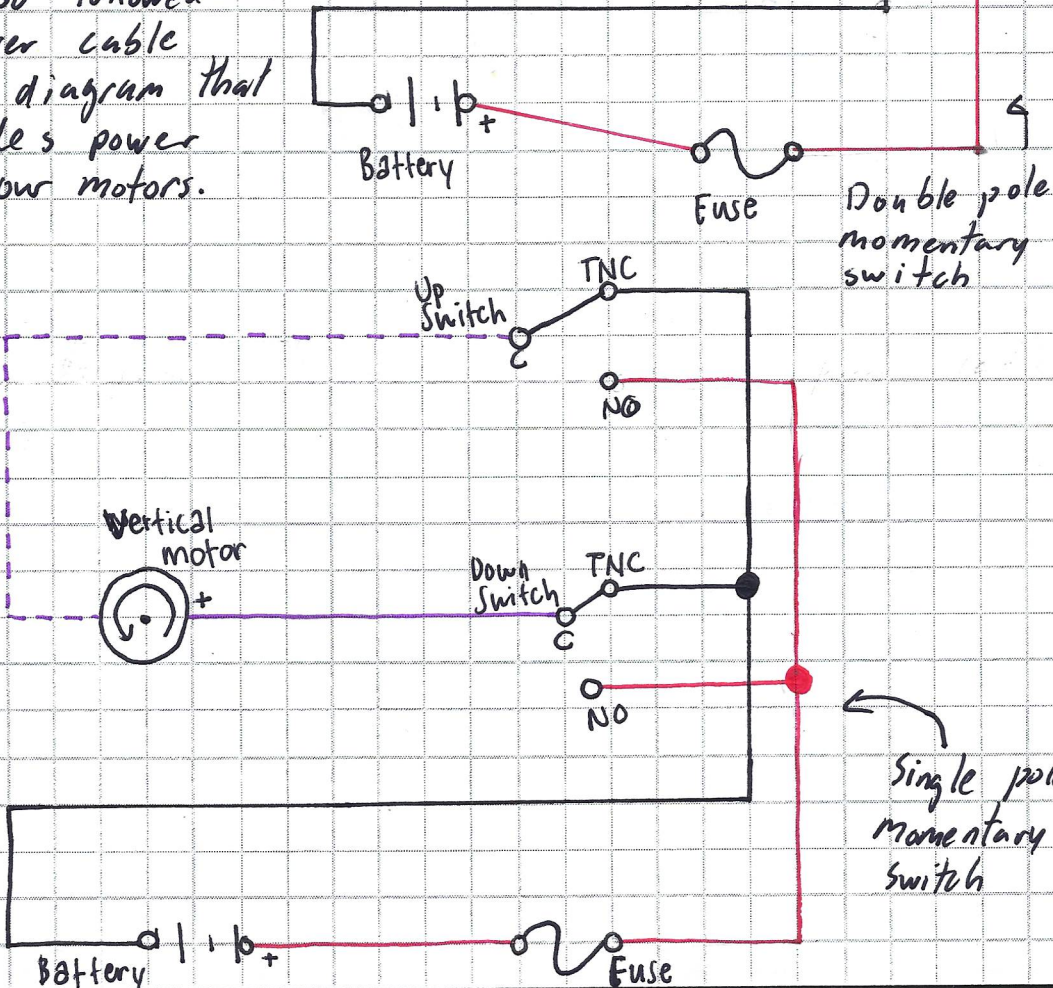 followed
cable
diagram that
power
motors.
Battery
+
Fuse
Double pole
momentary
switch
Up
Switch
TNC
C
NO
Vertical
motor
+
Down
Switch
TNC
C
NO
Single
momentary
switch
Battery
+
Fuse